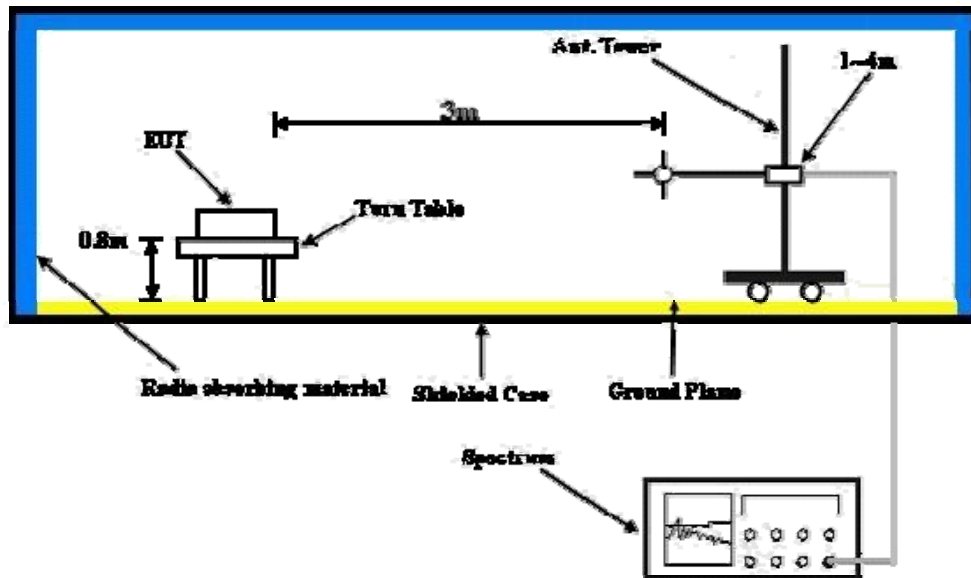 Ant. Tower
1~4m
3m
EUT
Turn Table
0.8m
Radio absorbing material
Shielded Case
Ground Plane
Spectrum